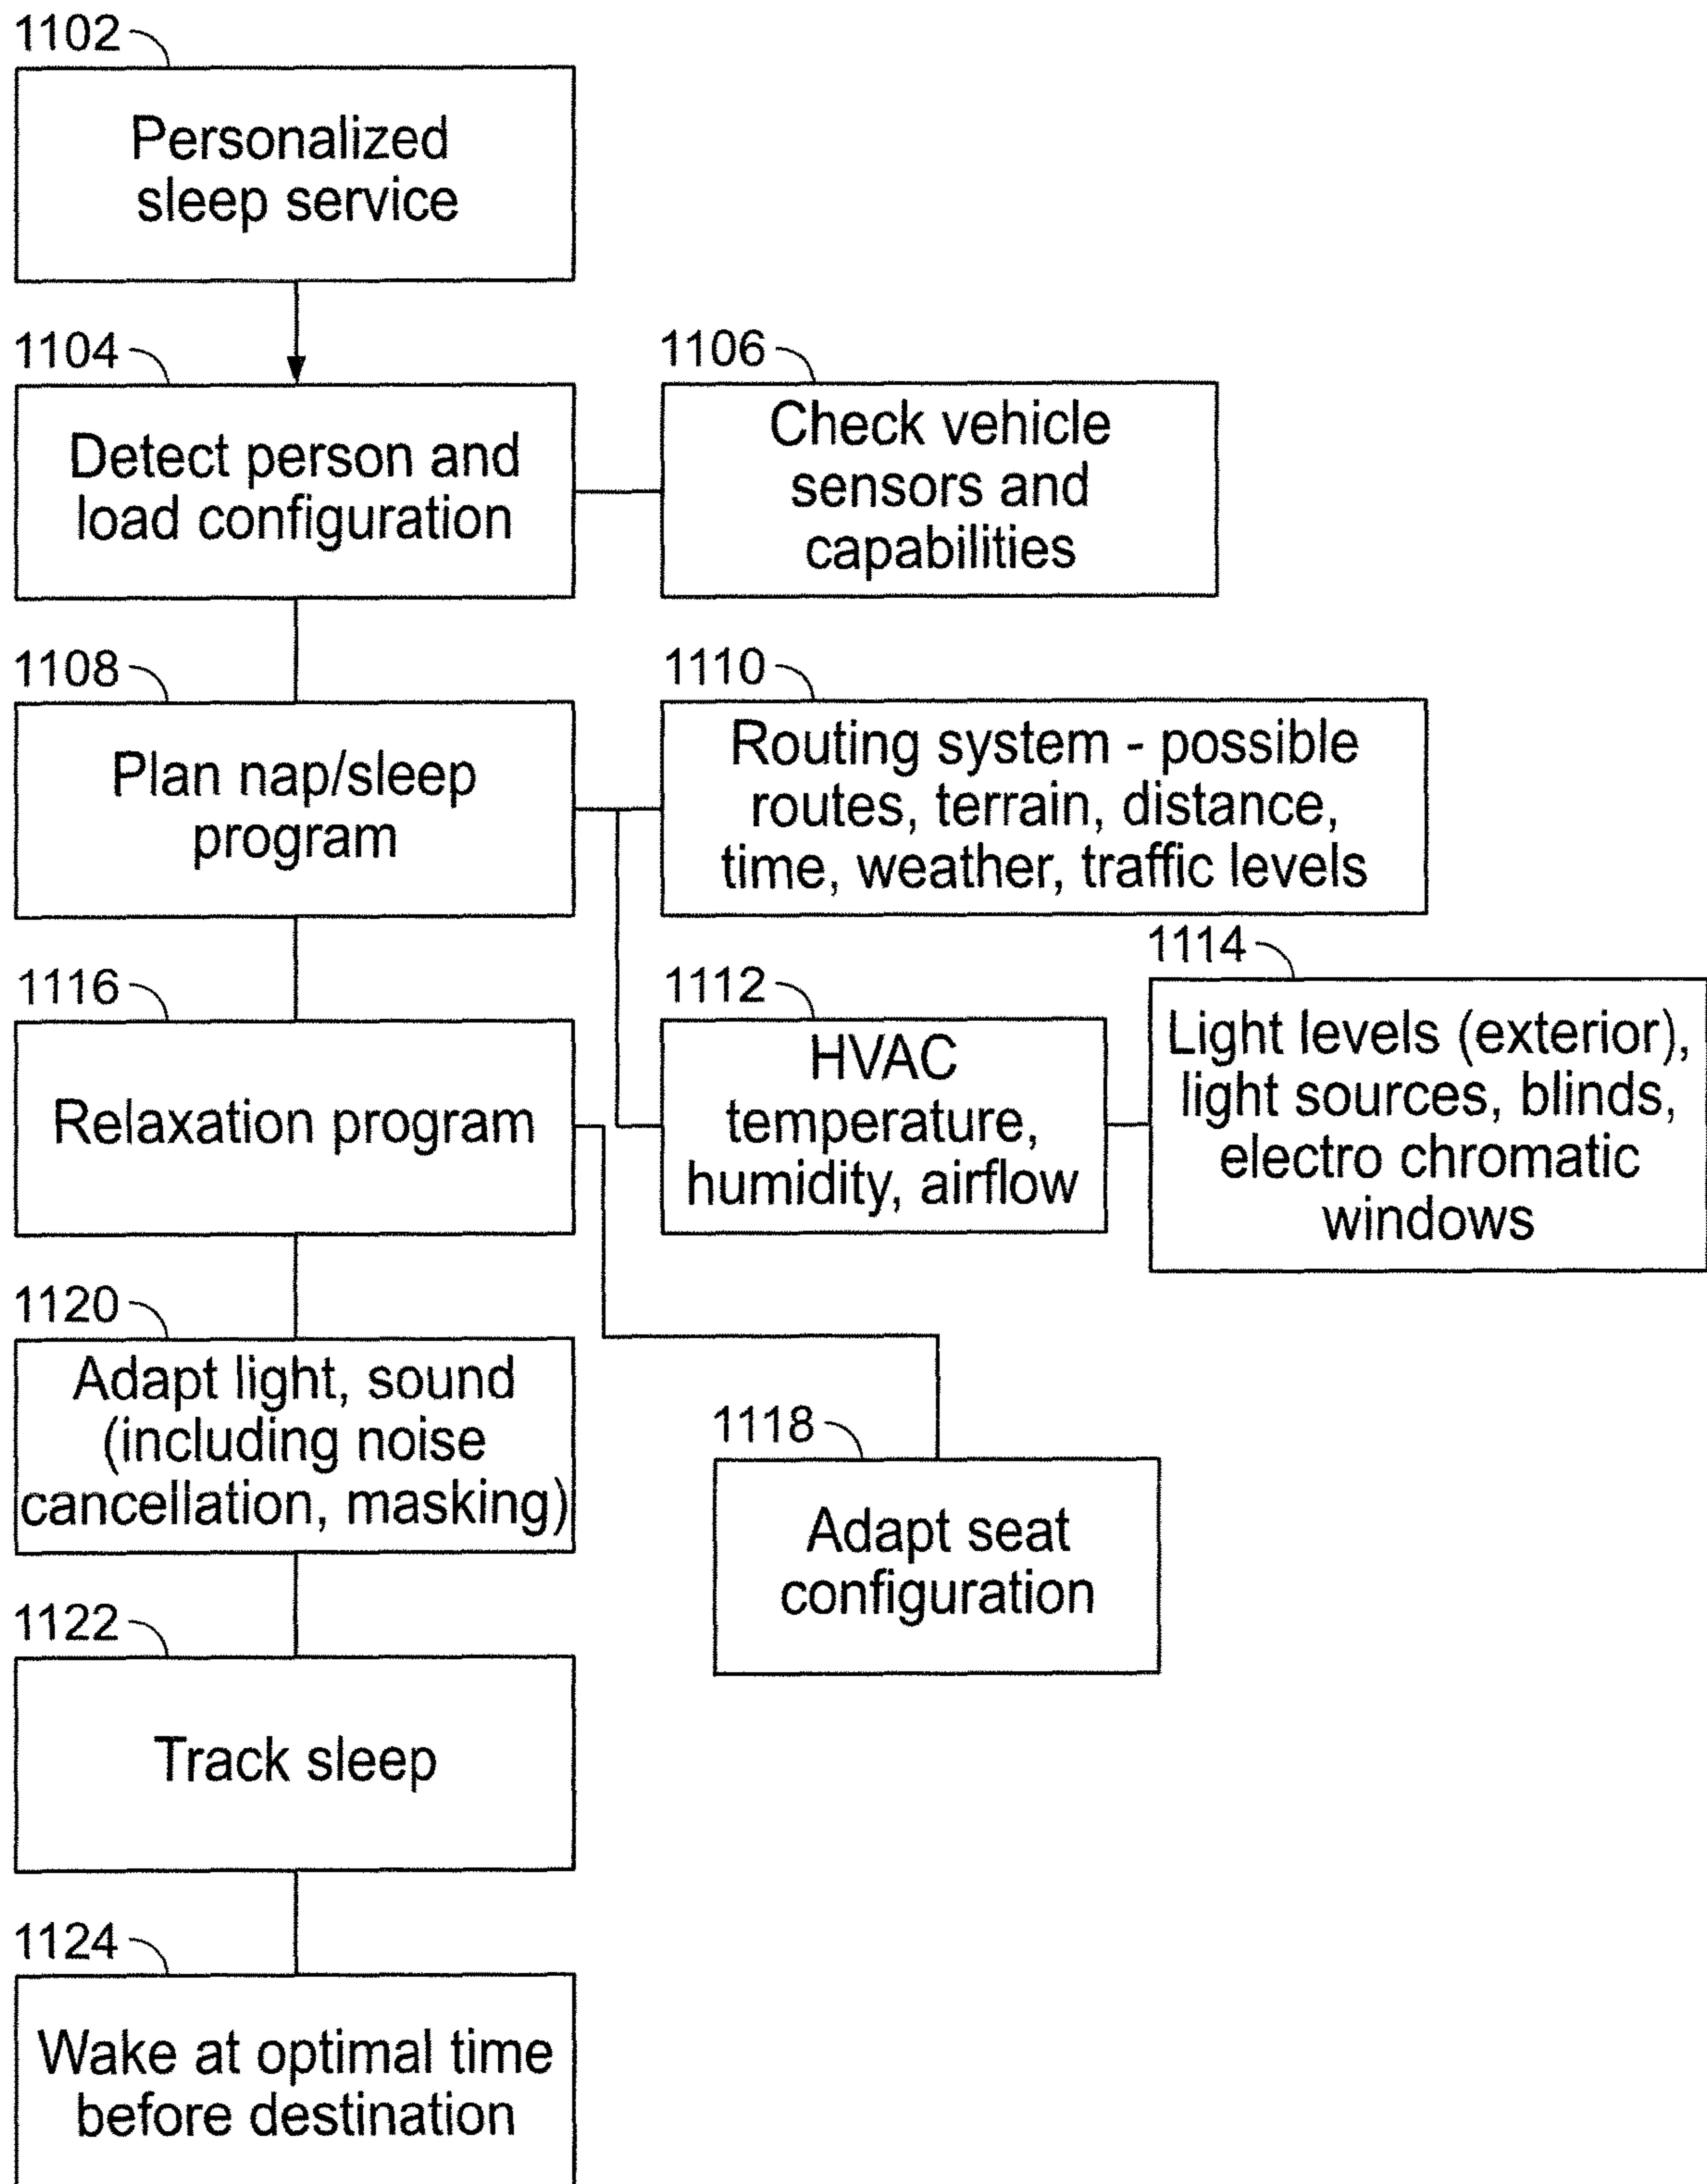 1102
Personalized
sleep service
1104
Detect person and
load configuration
1106
Check vehicle
sensors and
capabilities
1108
Plan nap/sleep
program
1110
Routing system - possible
routes, terrain, distance,
time, weather, traffic levels
1116
Relaxation program
1112
HVAC
temperature,
humidity, airflow
1114
Light levels (exterior),
light sources, blinds,
electro chromatic
windows
1120
Adapt light, sound
(including noise
cancellation, masking)
1118
Adapt seat
configuration
1122
Track sleep
1124
Wake at optimal time
before destination